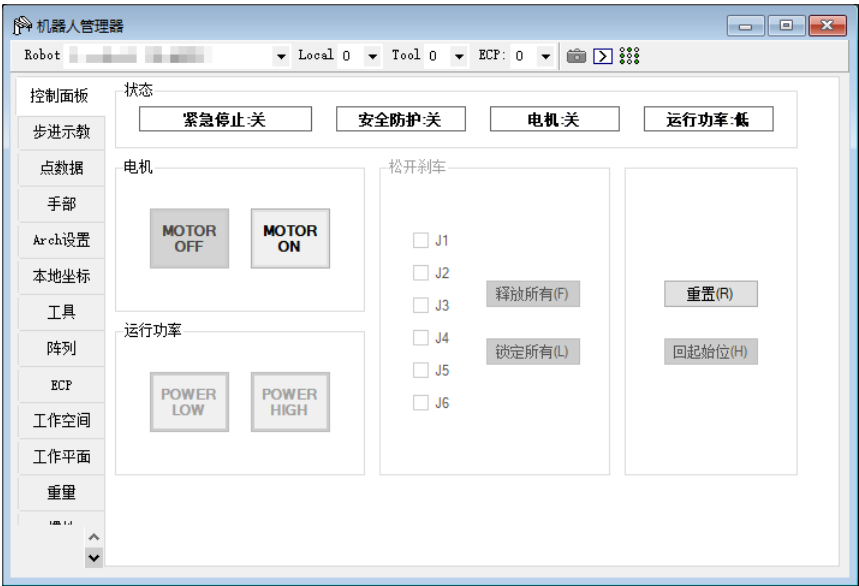 机器人管理器
Robot Local 0 Tool 0 ECP: 0
控制面板
步进示教
点数据
手部
Arch设置
本地坐标
工具
阵列
ECP
工作空间
工作平面
重量
状态
紧急停止:关 安全防护:关 电机:关 运行功率:低
电机
MOTOR OFF
MOTOR ON
运行功率
POWER LOW
POWER HIGH
松开刹车
J1
J2
J3
J4
J5
J6
释放所有(F)
锁定所有(L)
重置(R)
回起始位(H)